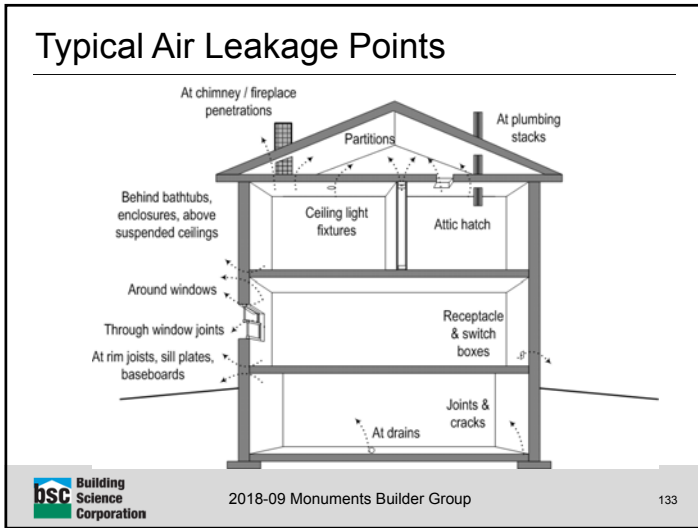 Typical Air Leakage Points
At chimney / fireplace
penetrations
Partitions
At plumbing
stacks
Behind bathtubs,
enclosures, above
suspended ceilings
Ceiling light
fixtures
Attic hatch
Around windows
Through window joints
At rim joists, sill plates,
baseboards
Receptacle
& switch
boxes
At drains
Joints &
cracks
bsc
Building
Science
Corporation
2018-09 Monuments Builder Group
133